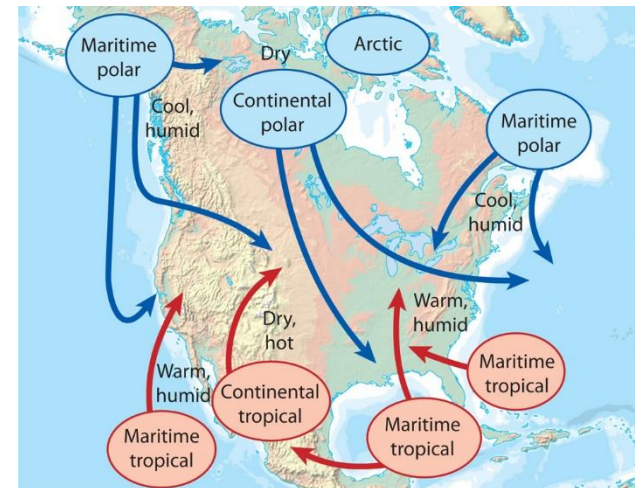 Maritime
polar
Dry
Arctic
Continental
polar
Cool,
humid
Maritime
polar
Cool,
humid
Warm,
humid
Dry,
hot
Warm,
humid
Continental
tropical
Maritime
tropical
Maritime
tropical
Maritime
tropical